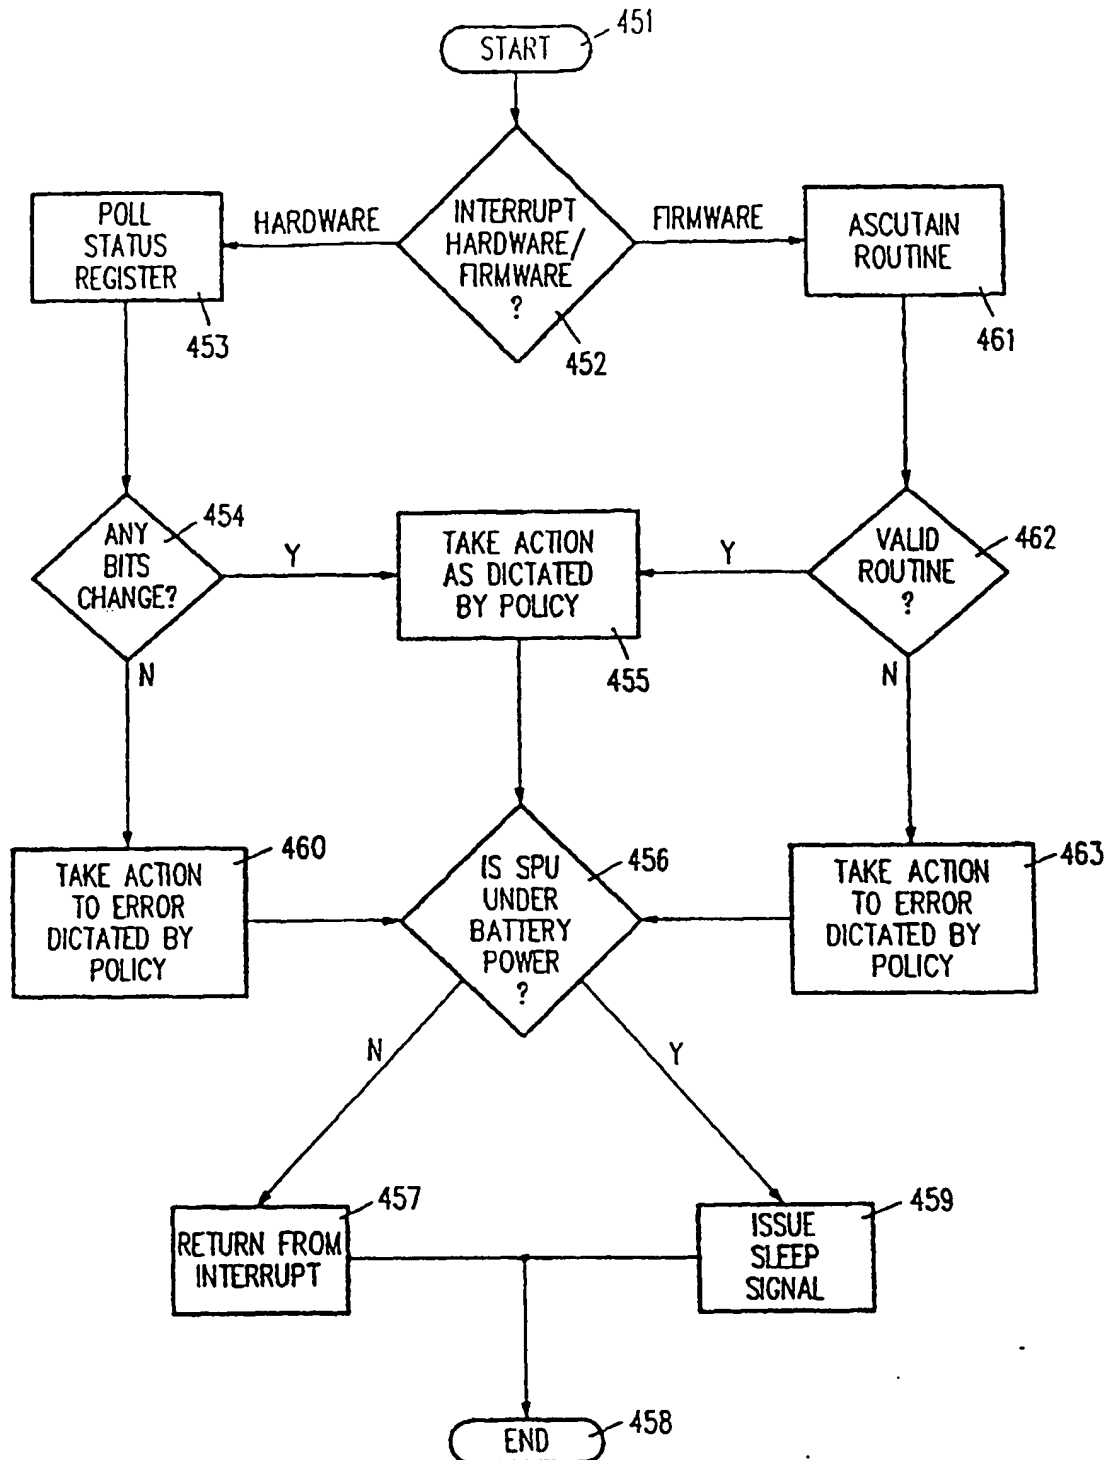 START
451
POLL
STATUS
REGISTER
453
HARDWARE
INTERRUPT
HARDWARE/
FIRMWARE
?
452
FIRMWARE
ASCUTAIN
ROUTINE
461
ANY
BITS
CHANGE?
454
Y
N
TAKE ACTION
AS DICTATED
BY POLICY
455
Y
VALID
ROUTINE
?
462
N
TAKE ACTION
TO ERROR
DICTATED BY
POLICY
460
IS SPU
UNDER
BATTERY
POWER
?
456
TAKE ACTION
TO ERROR
DICTATED BY
POLICY
463
N
Y
RETURN FROM
INTERRUPT
457
ISSUE
SLEEP
SIGNAL
459
END
458